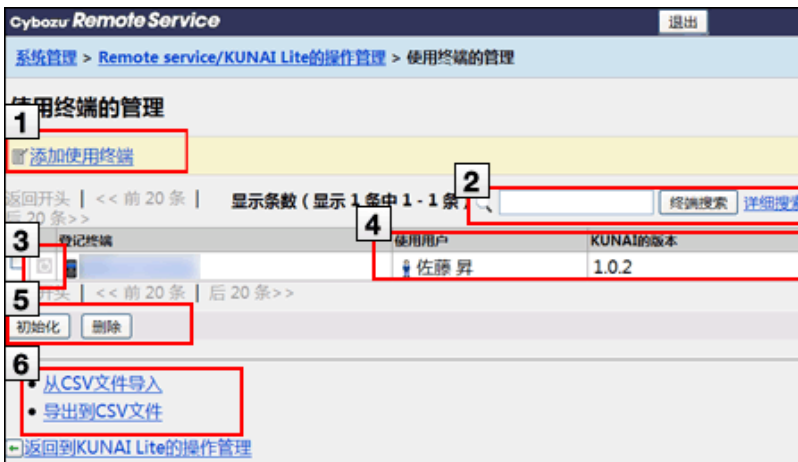 Cybozu Remote Service 退出
系统管理 > Remote service/KUNAI Lite的操作管理 > 使用终端的管理
使用终端的管理
1
添加使用终端
2
返回开头 | << 前 20 条 | 显示条数 ( 显示 1 条中 1 - 1 条 终端搜索 详细搜索
后 20 条>>
3 登记终端 4 使用用户 KUNAI的版本
佐藤 昇 1.0.2
开头 | << 前 20 条 | 后 20 条>>
5
初始化 删除
6
• 从CSV文件导入
• 导出到CSV文件
返回到KUNAI Lite的操作管理